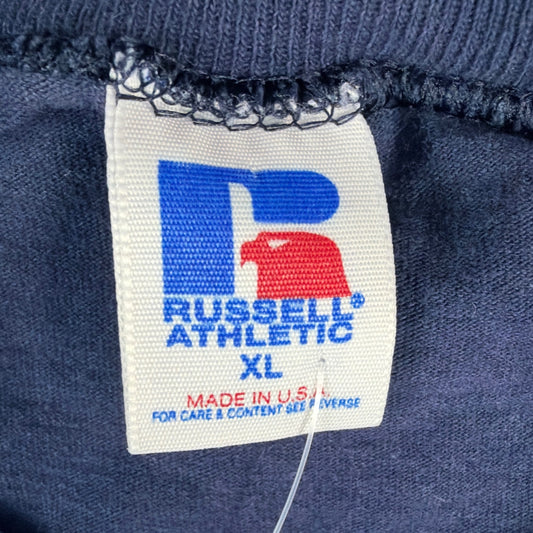 RUSSELL®
ATHLETIC
XL
MADE IN U.S.A.
FOR CARE & CONTENT SEE REVERSE